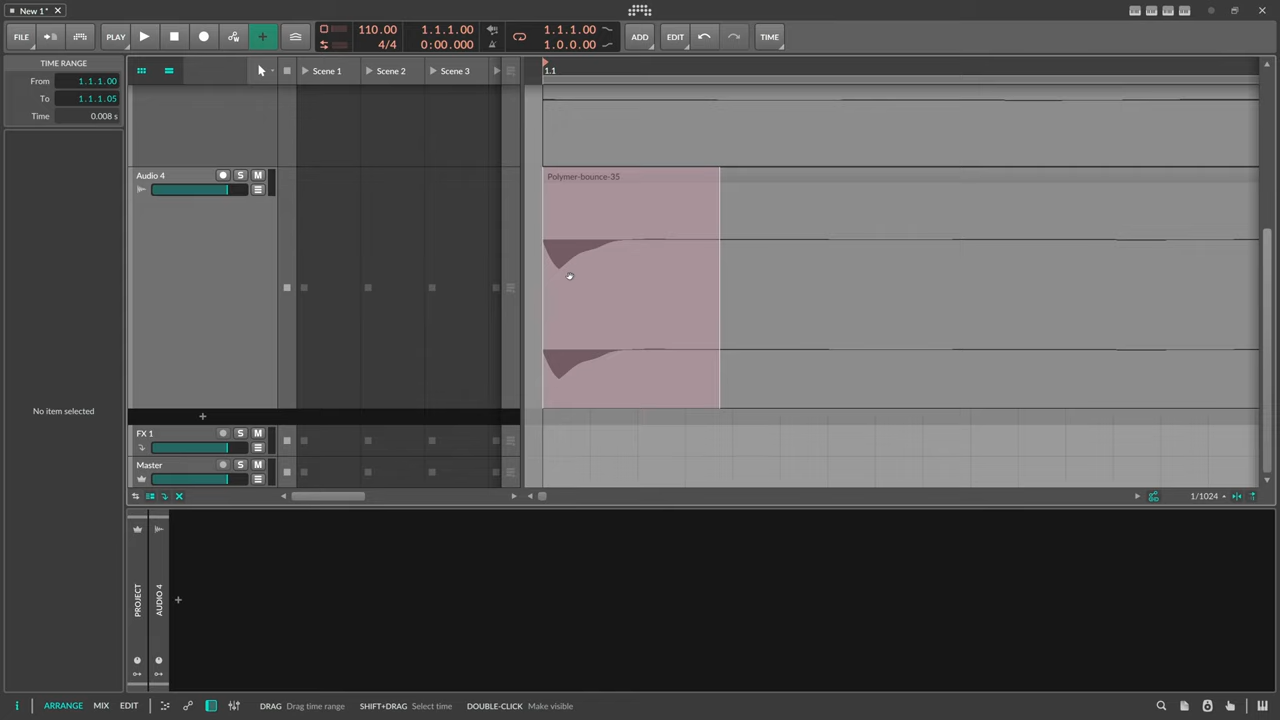 New 1*
FILE
PLAY
110.00
4/4
1.1.1.00
0:00.000
1.1.1.00
1.0.0.00
ADD
EDIT
TIME
TIME RANGE
From 1.1.1.00
To 1.1.1.05
Time 0.008 s
No item selected
Scene 1
Scene 2
Scene 3
1.1
Audio 4
S
M
Polymer-bounce-35
FX 1
S
M
Master
S
M
1/1024
PROJECT
AUDIO 4
ARRANGE
MIX
EDIT
DRAG Drag time range
SHIFT+DRAG Select time
DOUBLE-CLICK Make visible